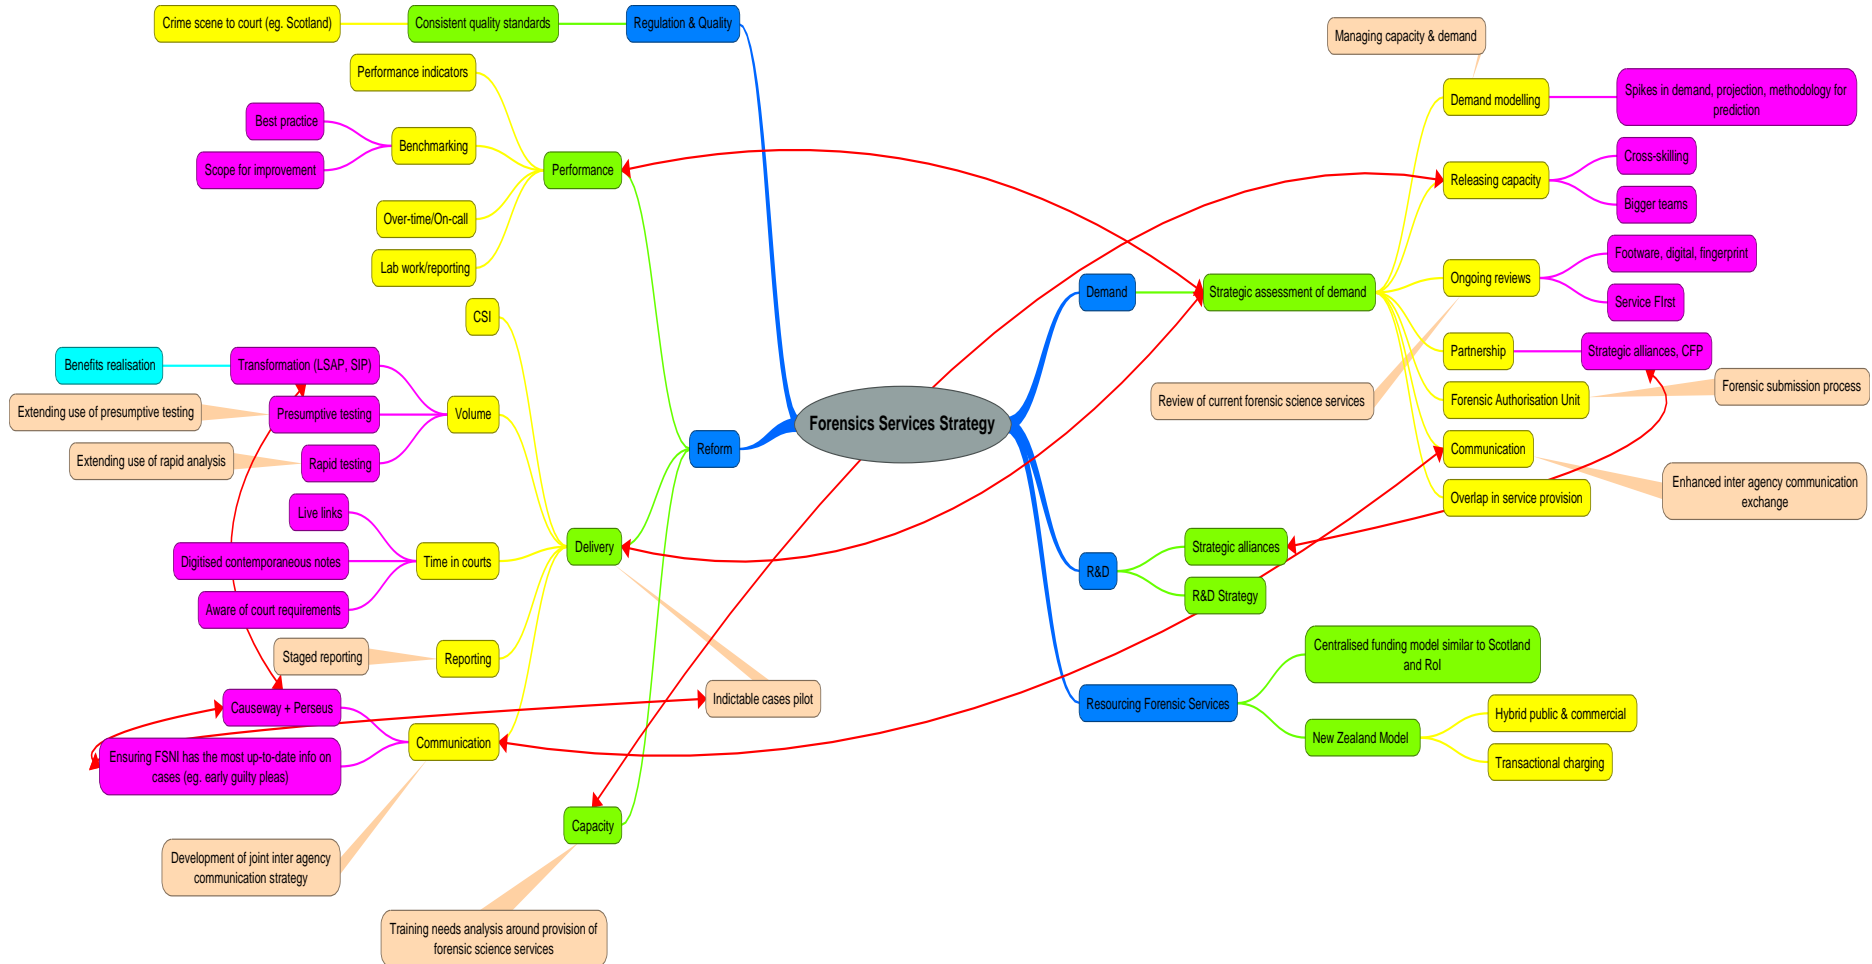 Crime scene to court (eg. Scotland)
Consistent quality standards
Regulation & Quality
Performance indicators
Best practice
Benchmarking
Scope for improvement
Performance
Over-time/On-call
Lab work/reporting
CSI
Benefits realisation
Transformation (LSAP, SIP)
Extending use of presumptive testing
Presumptive testing
Volume
Extending use of rapid analysis
Rapid testing
Reform
Live links
Digitised contemporaneous notes
Time in courts
Delivery
Aware of court requirements
Staged reporting
Reporting
Indictable cases pilot
Causeway + Perseus
Communication
Ensuring FSNI has the most up-to-date info on
cases (eg. early guilty pleas)
Capacity
Development of joint inter agency
communication strategy
Training needs analysis around provision of
forensic science services
Forensics Services Strategy
Managing capacity & demand
Demand modelling
Spikes in demand, projection, methodology for
prediction
Cross-skilling
Releasing capacity
Bigger teams
Demand
Strategic assessment of demand
Footware, digital, fingerprint
Ongoing reviews
Service FIrst
Partnership
Strategic alliances, CFP
Review of current forensic science services
Forensic Authorisation Unit
Forensic submission process
Communication
Enhanced inter agency communication
exchange
Overlap in service provision
Strategic alliances
R&D
R&D Strategy
Centralised funding model similar to Scotland
and RoI
Resourcing Forensic Services
Hybrid public & commercial
New Zealand Model
Transactional charging